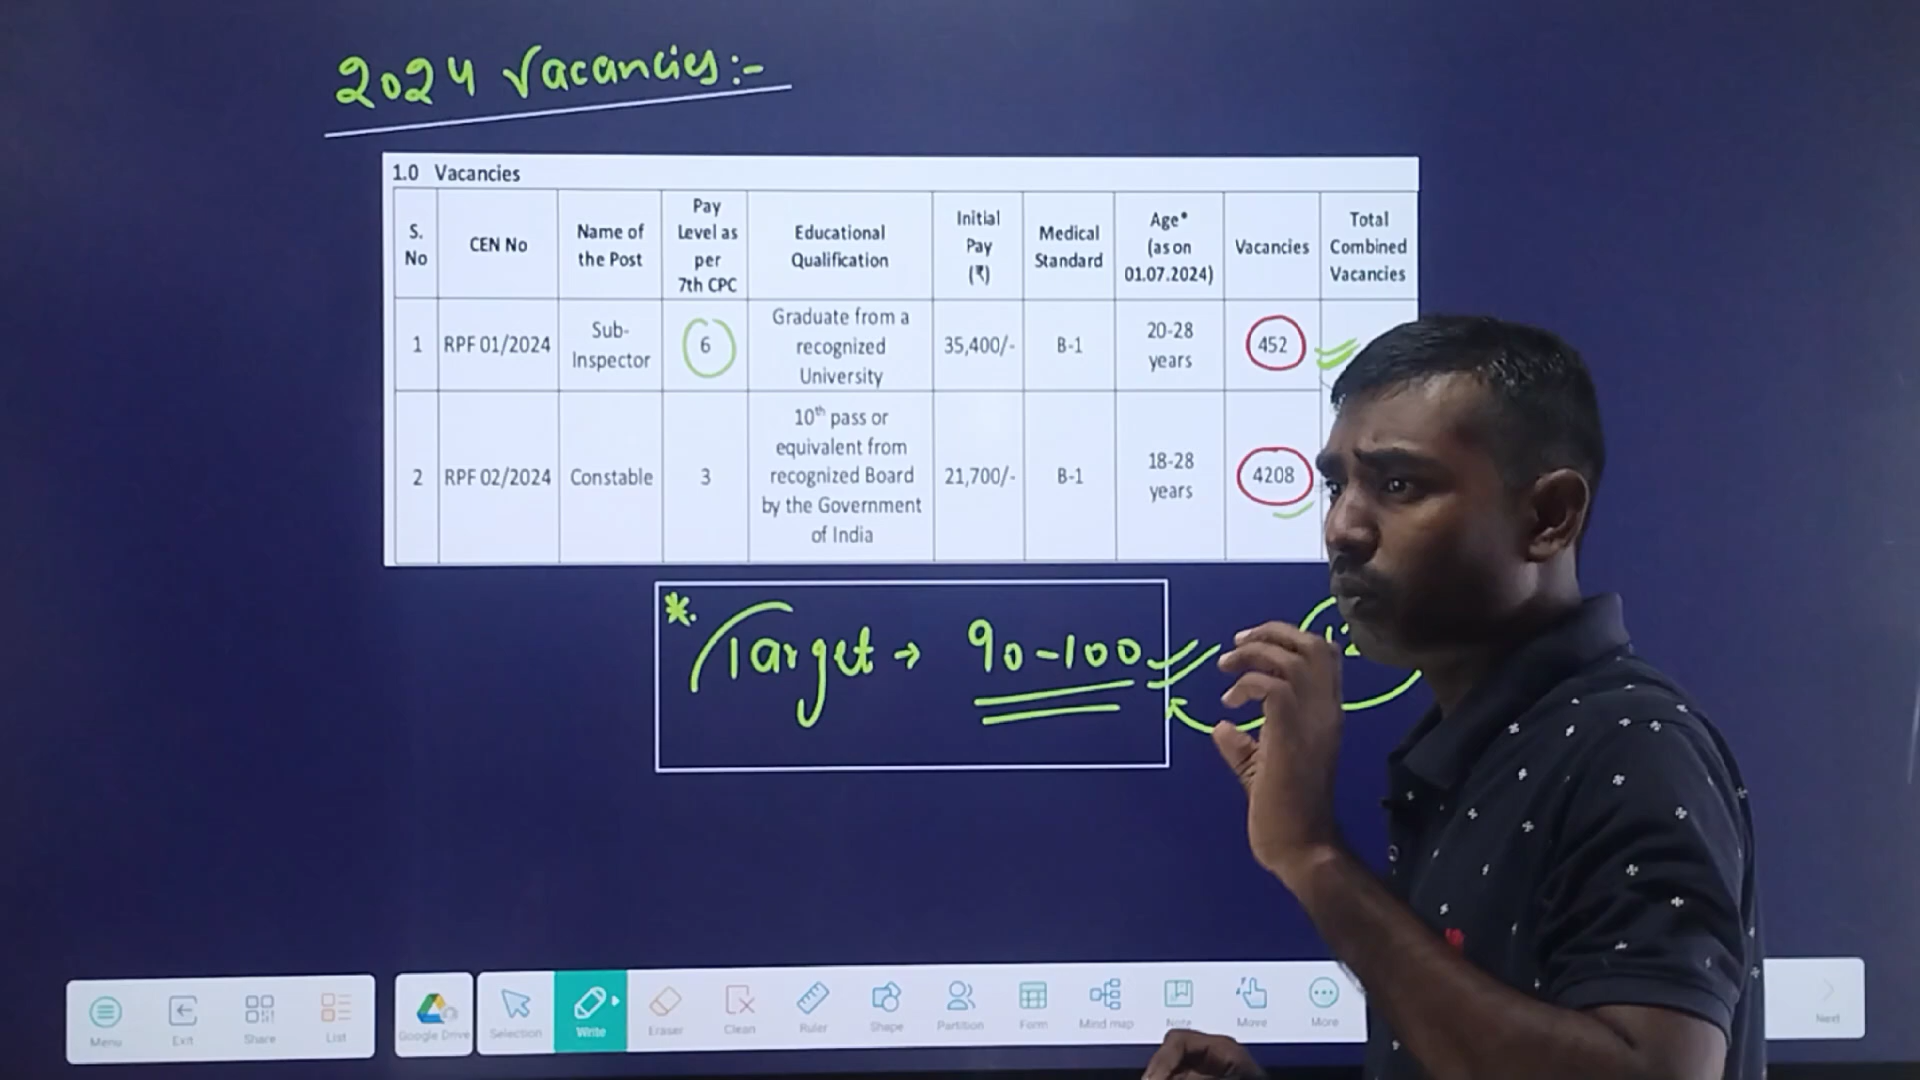 2024 Vacancies:-
1.0 Vacancies
S. No | CEN No | Name of the Post | Pay Level as per 7th CPC | Educational Qualification | Initial Pay (₹) | Medical Standard | Age* (as on 01.07.2024) | Vacancies | Total Combined Vacancies
1 | RPF 01/2024 | Sub-Inspector | 6 | Graduate from a recognized University | 35,400/- | B-1 | 20-28 years | 452
2 | RPF 02/2024 | Constable | 3 | 10th pass or equivalent from recognized Board by the Government of India | 21,700/- | B-1 | 18-28 years | 4208
*. Target → 90-100
Menu Exit Share List Google Drive Selection Write Eraser Clean Ruler Shape Partition Form Mind map Note Move More Next